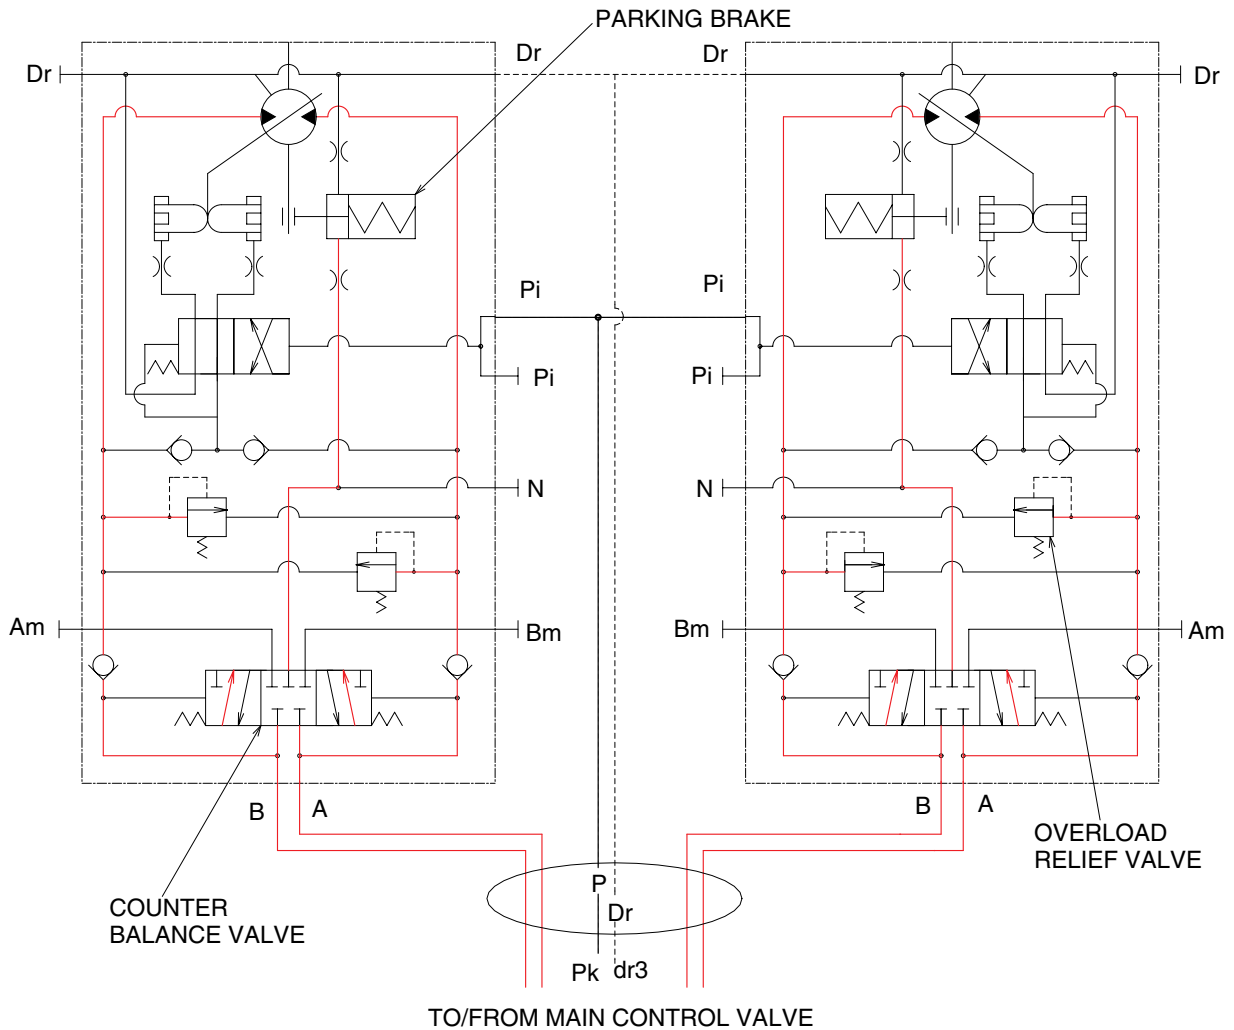 PARKING BRAKE
Dr
Dr
Dr
Dr
Pi
Pi
Pi
Pi
N
N
Am
Bm
Bm
Am
B
A
B
A
OVERLOAD
RELIEF VALVE
COUNTER
BALANCE VALVE
P
Dr
Pk
dr3
TO/FROM MAIN CONTROL VALVE